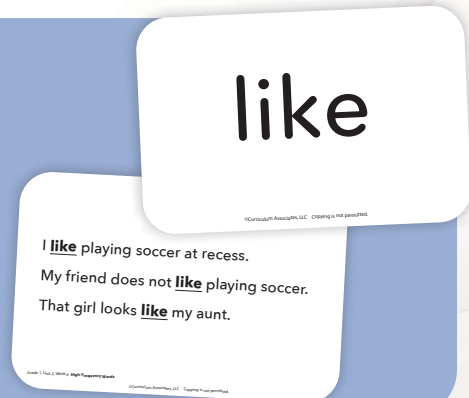 like
©Curriculum Associates, LLC Copying is not permitted.
I like playing soccer at recess.
My friend does not like playing soccer.
That girl looks like my aunt.
Grade 1, Unit 2, Week 4: High-Frequency Words
©Curriculum Associates, LLC Copying is not permitted.